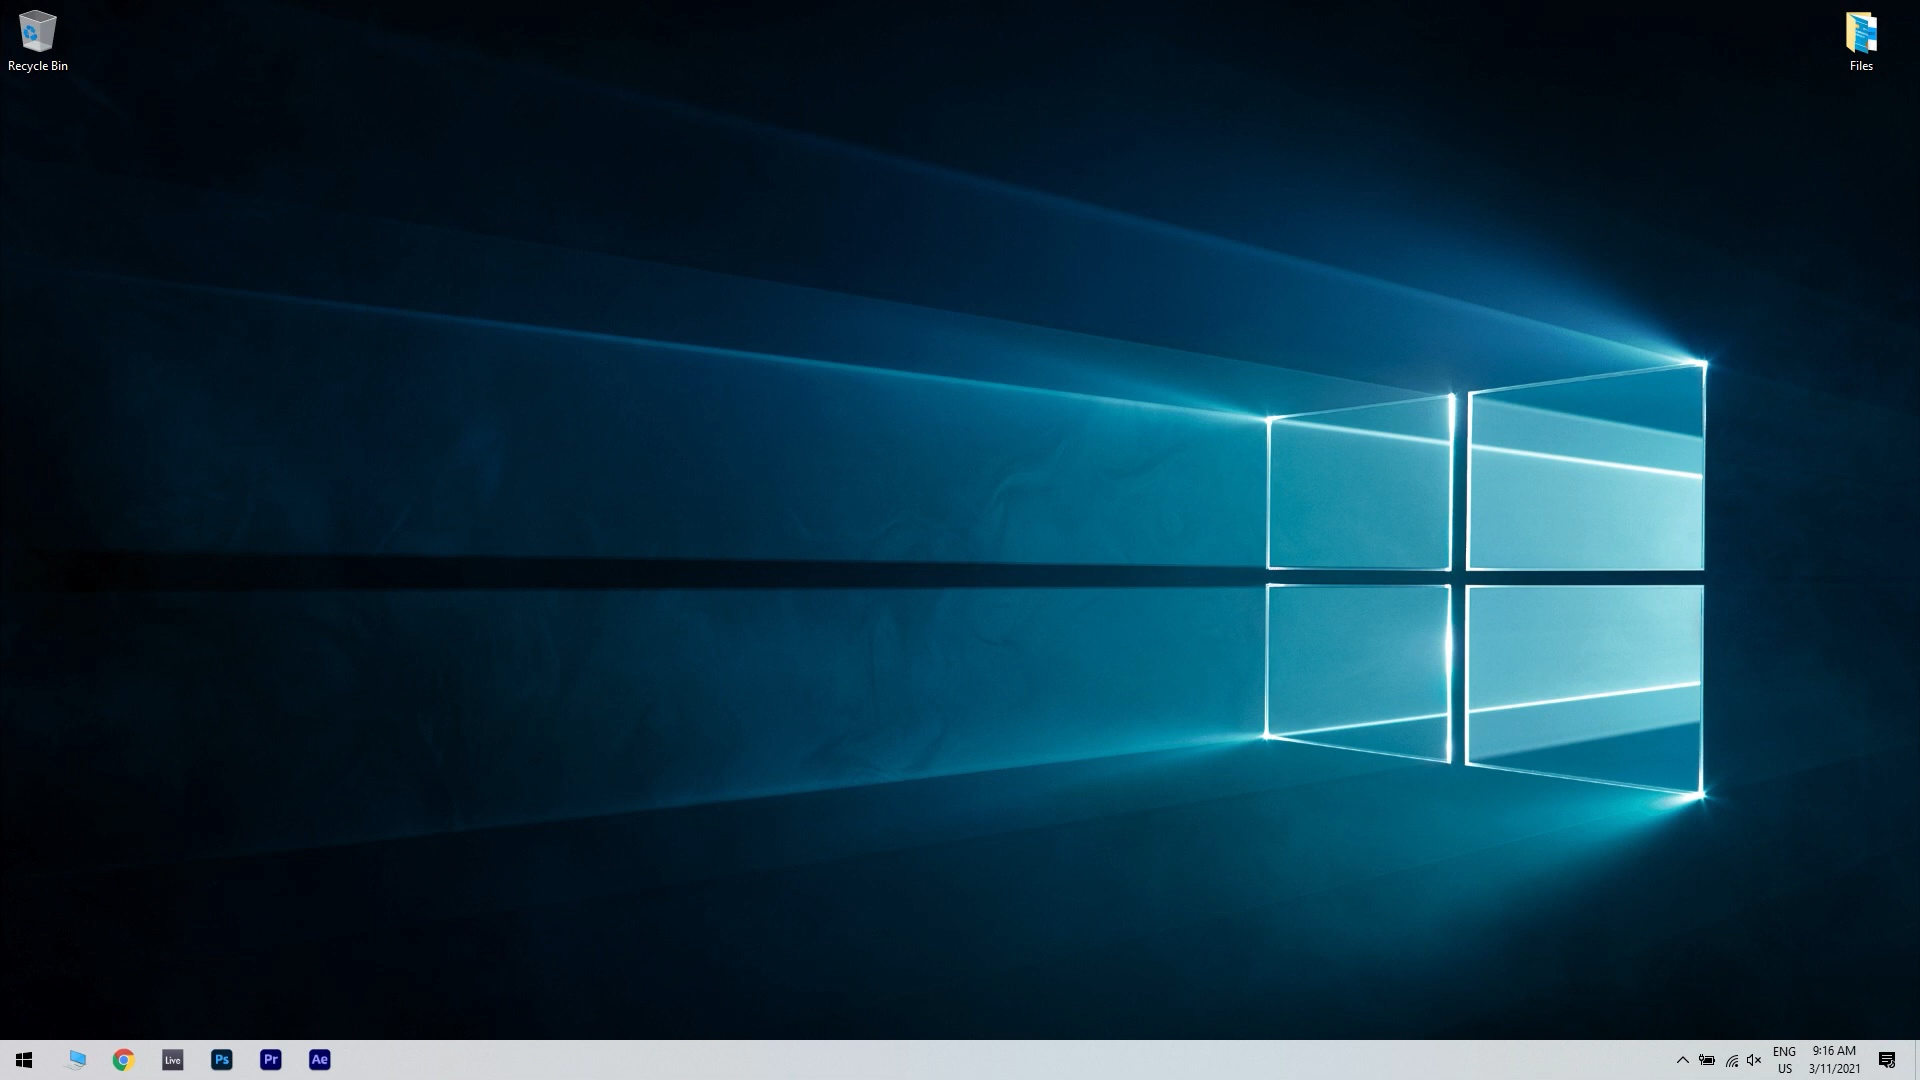 Recycle Bin
Files
Live
Ps
Pr
Ae
ENG
US
9:16 AM
3/11/2021